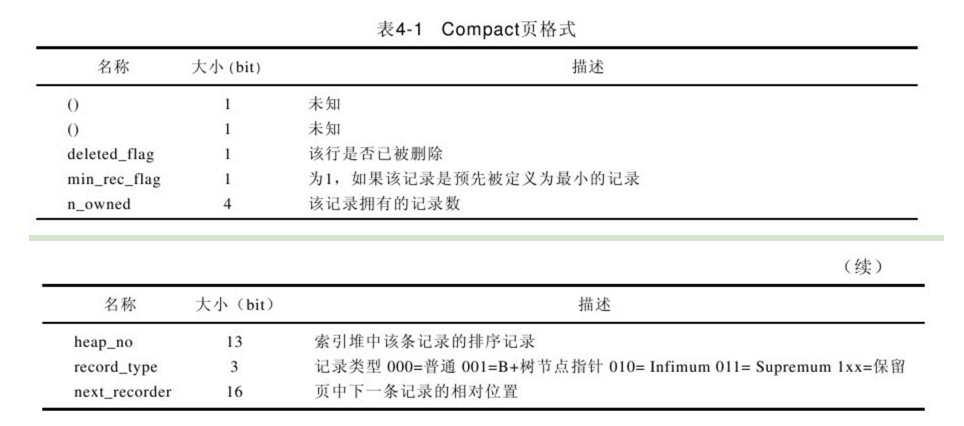 表4-1 Compact页格式
名称 大小(bit) 描述
() 1 未知
() 1 未知
deleted_flag 1 该行是否已被删除
min_rec_flag 1 为1，如果该记录是预先被定义为最小的记录
n_owned 4 该记录拥有的记录数
（续）
名称 大小（bit） 描述
heap_no 13 索引堆中该条记录的排序记录
record_type 3 记录类型 000=普通 001=B+树节点指针 010= Infimum 011= Supremum 1xx=保留
next_recorder 16 页中下一条记录的相对位置